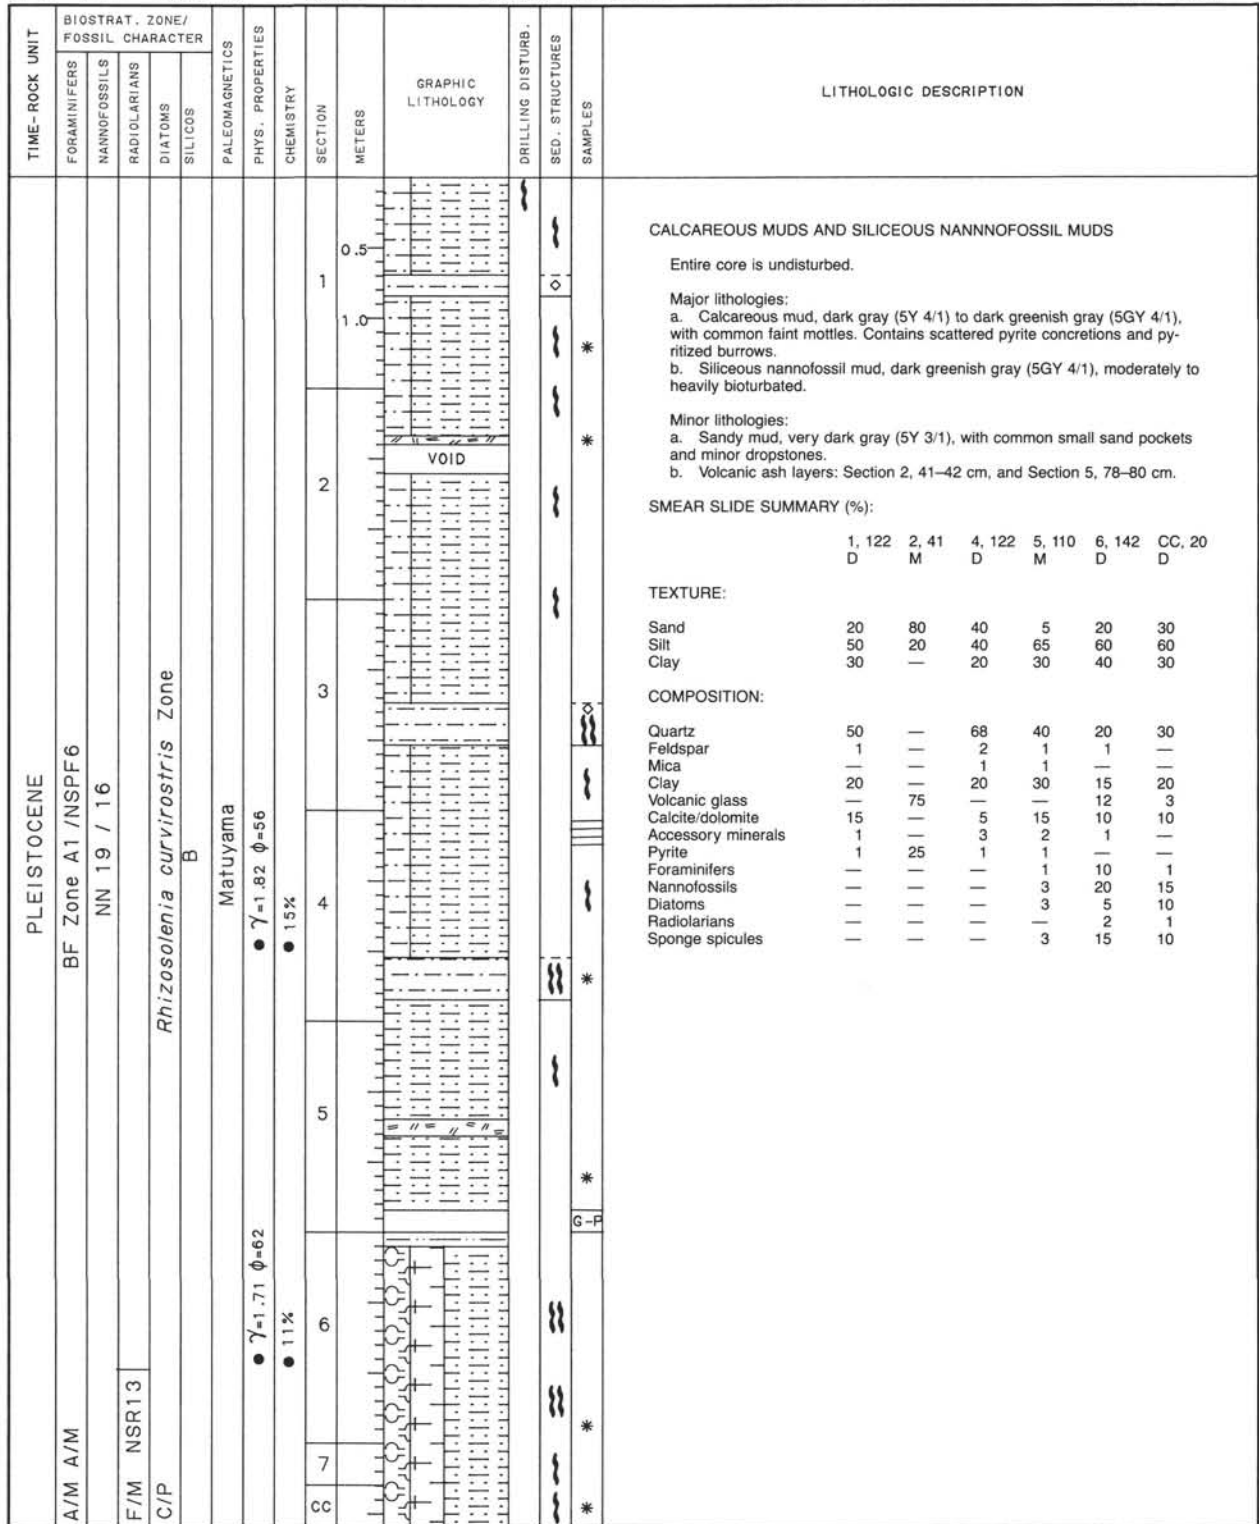 TIME-ROCK UNIT
BIOSTRAT. ZONE/
FOSSIL CHARACTER
FORAMINIFERS
NANNOFOSSILS
RADIOLARIANS
DIATOMS
SILICOS
PALEOMAGNETICS
PHYS. PROPERTIES
CHEMISTRY
SECTION
METERS
GRAPHIC
LITHOLOGY
DRILLING DISTURB.
SED. STRUCTURES
SAMPLES
LITHOLOGIC DESCRIPTION
PLEISTOCENE
BF Zone A1/NSPF6
A/M A/M
NN 19 / 16
F/M NSR13
Rhizosolenia curvirostris Zone
C/P
B
Matuyama
● γ=1.82 φ=56
● γ=1.71 φ=62
● 15%
● 11%
1
2
3
4
5
6
7
CC
0.5
1.0
VOID
*
*
*
*
G-P
*
*
CALCAREOUS MUDS AND SILICEOUS NANNNOFOSSIL MUDS
Entire core is undisturbed.
Major lithologies:
a. Calcareous mud, dark gray (5Y 4/1) to dark greenish gray (5GY 4/1),
with common faint mottles. Contains scattered pyrite concretions and py-
ritized burrows.
b. Siliceous nannofossil mud, dark greenish gray (5GY 4/1), moderately to
heavily bioturbated.
Minor lithologies:
a. Sandy mud, very dark gray (5Y 3/1), with common small sand pockets
and minor dropstones.
b. Volcanic ash layers: Section 2, 41–42 cm, and Section 5, 78–80 cm.
SMEAR SLIDE SUMMARY (%):
1, 122 2, 41 4, 122 5, 110 6, 142 CC, 20
D M D M D D
TEXTURE:
Sand 20 80 40 5 20 30
Silt 50 20 40 65 60 60
Clay 30 — 20 30 40 30
COMPOSITION:
Quartz 50 — 68 40 20 30
Feldspar 1 — 2 1 1 —
Mica — — 1 1 — —
Clay 20 — 20 30 15 20
Volcanic glass — 75 — — 12 3
Calcite/dolomite 15 — 5 15 10 10
Accessory minerals 1 — 3 2 1 —
Pyrite 1 25 1 1 — —
Foraminifers — — — 1 10 1
Nannofossils — — — 3 20 15
Diatoms — — — 3 5 10
Radiolarians — — — — 2 1
Sponge spicules — — — 3 15 10